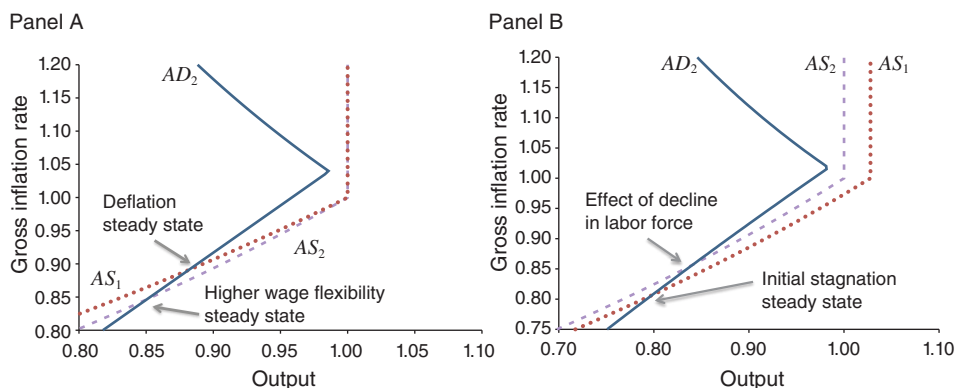 Panel A
Gross inflation rate
1.20
1.15
1.10
1.05
1.00
0.95
0.90
0.85
0.80
AD2
Deflation
steady state
AS1
AS2
Higher wage flexibility
steady state
0.80 0.85 0.90 0.95 1.00 1.05 1.10
Output
Panel B
Gross inflation rate
1.20
1.15
1.10
1.05
1.00
0.95
0.90
0.85
0.80
0.75
AD2
AS2 AS1
Effect of decline
in labor force
Initial stagnation
steady state
0.70 0.80 0.90 1.00 1.10
Output